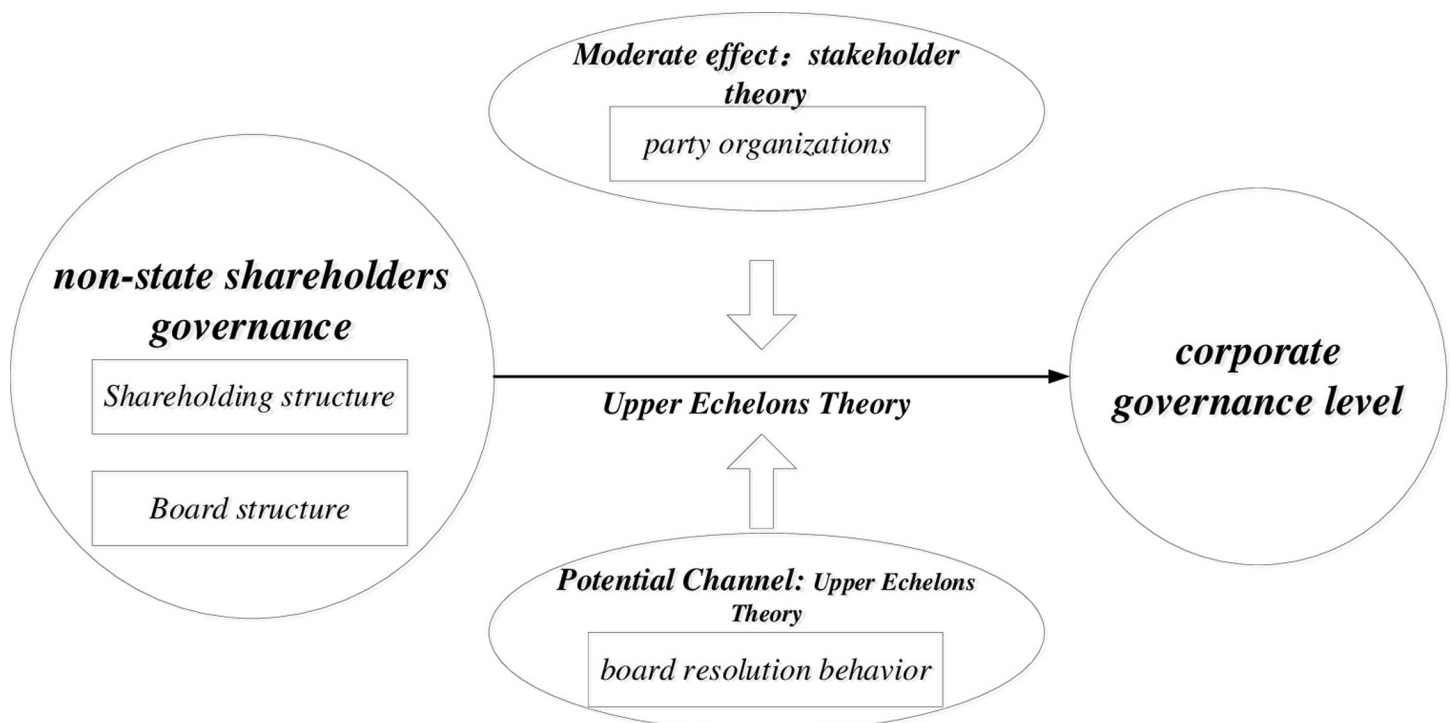 Moderate effect：stakeholder
theory
party organizations
non-state shareholders
governance
Shareholding structure
Board structure
Upper Echelons Theory
corporate
governance level
Potential Channel: Upper Echelons
Theory
board resolution behavior